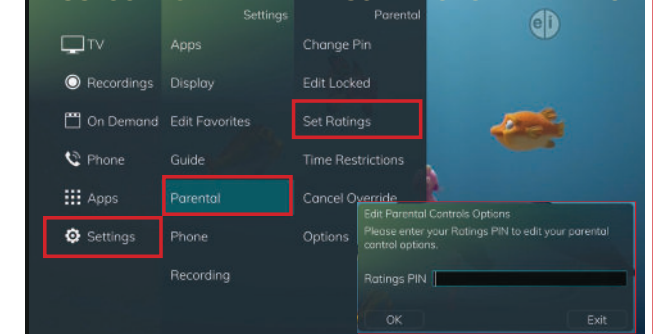 Settings
Parental
TV
Recordings
On Demand
Phone
Apps
Settings
Apps
Display
Edit Favorites
Guide
Parental
Phone
Recording
Change Pin
Edit Locked
Set Ratings
Time Restrictions
Cancel Override
Options
ei
Edit Parental Controls Options
Please enter your Ratings PIN to edit your parental
control options.
Ratings PIN
OK
Exit